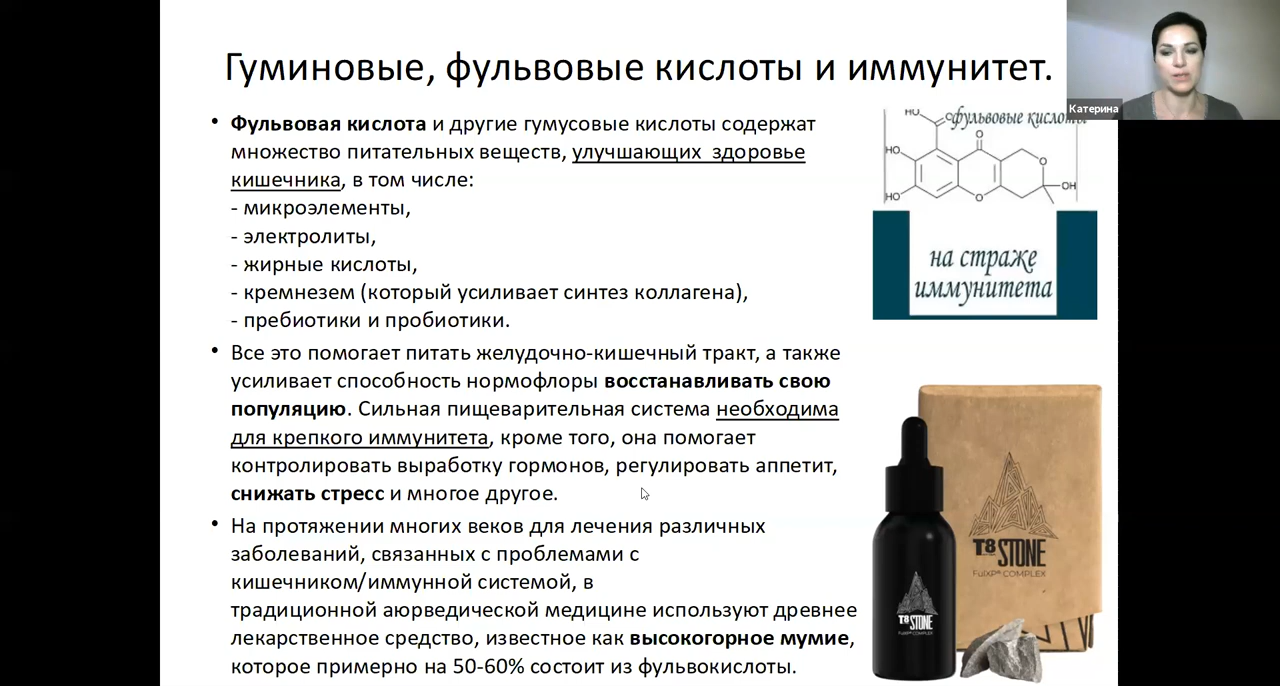 Гуминовые, фульвовые кислоты и иммунитет.
Катерина
• Фульвовая кислота и другие гумусовые кислоты содержат
множество питательных веществ, улучшающих здоровье
кишечника, в том числе:
- микроэлементы,
- электролиты,
- жирные кислоты,
- кремнезем (который усиливает синтез коллагена),
- пребиотики и пробиотики.
• Все это помогает питать желудочно-кишечный тракт, а также
усиливает способность нормофлоры восстанавливать свою
популяцию. Сильная пищеварительная система необходима
для крепкого иммунитета, кроме того, она помогает
контролировать выработку гормонов, регулировать аппетит,
снижать стресс и многое другое.
• На протяжении многих веков для лечения различных
заболеваний, связанных с проблемами с
кишечником/иммунной системой, в
традиционной аюрведической медицине используют древнее
лекарственное средство, известное как высокогорное мумие,
которое примерно на 50-60% состоит из фульвокислоты.
фульвовые кислоты
HO
O
O
HO
O
OH
HO
O
на страже
иммунитета
T8 STONE
FulXP® COMPLEX
T8
STONE
FulXP® COMPLEX